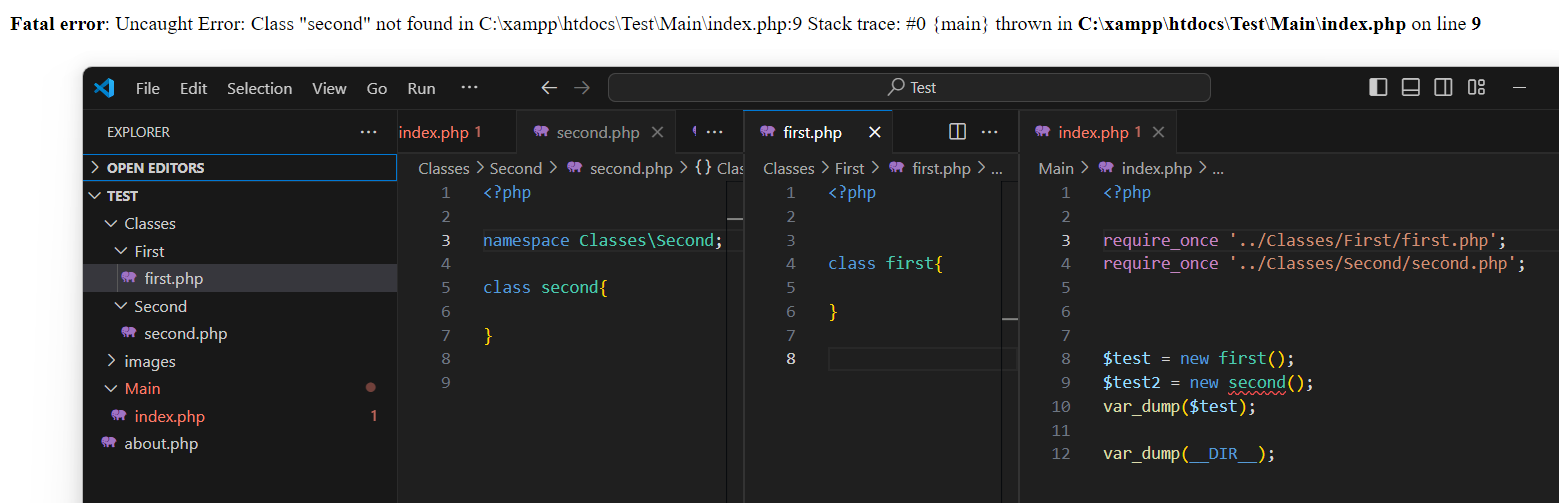 Fatal error: Uncaught Error: Class "second" not found in C:\xampp\htdocs\Test\Main\index.php:9 Stack trace: #0 {main} thrown in C:\xampp\htdocs\Test\Main\index.php on line 9
File Edit Selection View Go Run ··· Test
EXPLORER ···
OPEN EDITORS
TEST
Classes
First
first.php
Second
second.php
images
Main
index.php 1
about.php
index.php 1 second.php ···
Classes > Second > second.php > {} Clas
1 <?php
2
3 namespace Classes\Second;
4
5 class second{
6
7 }
8
9
first.php ···
Classes > First > first.php > ...
1 <?php
2
3
4 class first{
5
6 }
7
8
index.php 1
Main > index.php > ...
1 <?php
2
3 require_once '../Classes/First/first.php';
4 require_once '../Classes/Second/second.php';
5
6
7
8 $test = new first();
9 $test2 = new second();
10 var_dump($test);
11
12 var_dump(__DIR__);